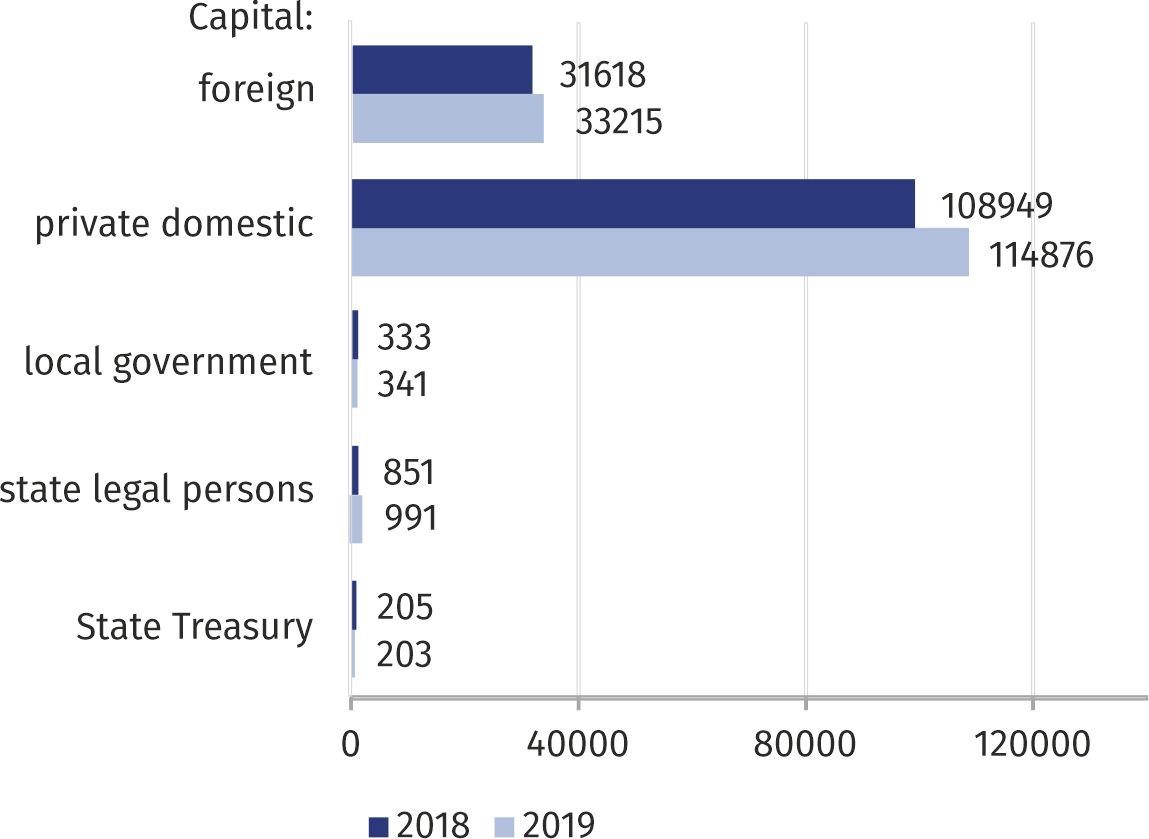 Capital:
foreign
31618
33215
private domestic
108949
114876
local government
333
341
state legal persons
851
991
State Treasury
205
203
0 40000 80000 120000
2018 2019